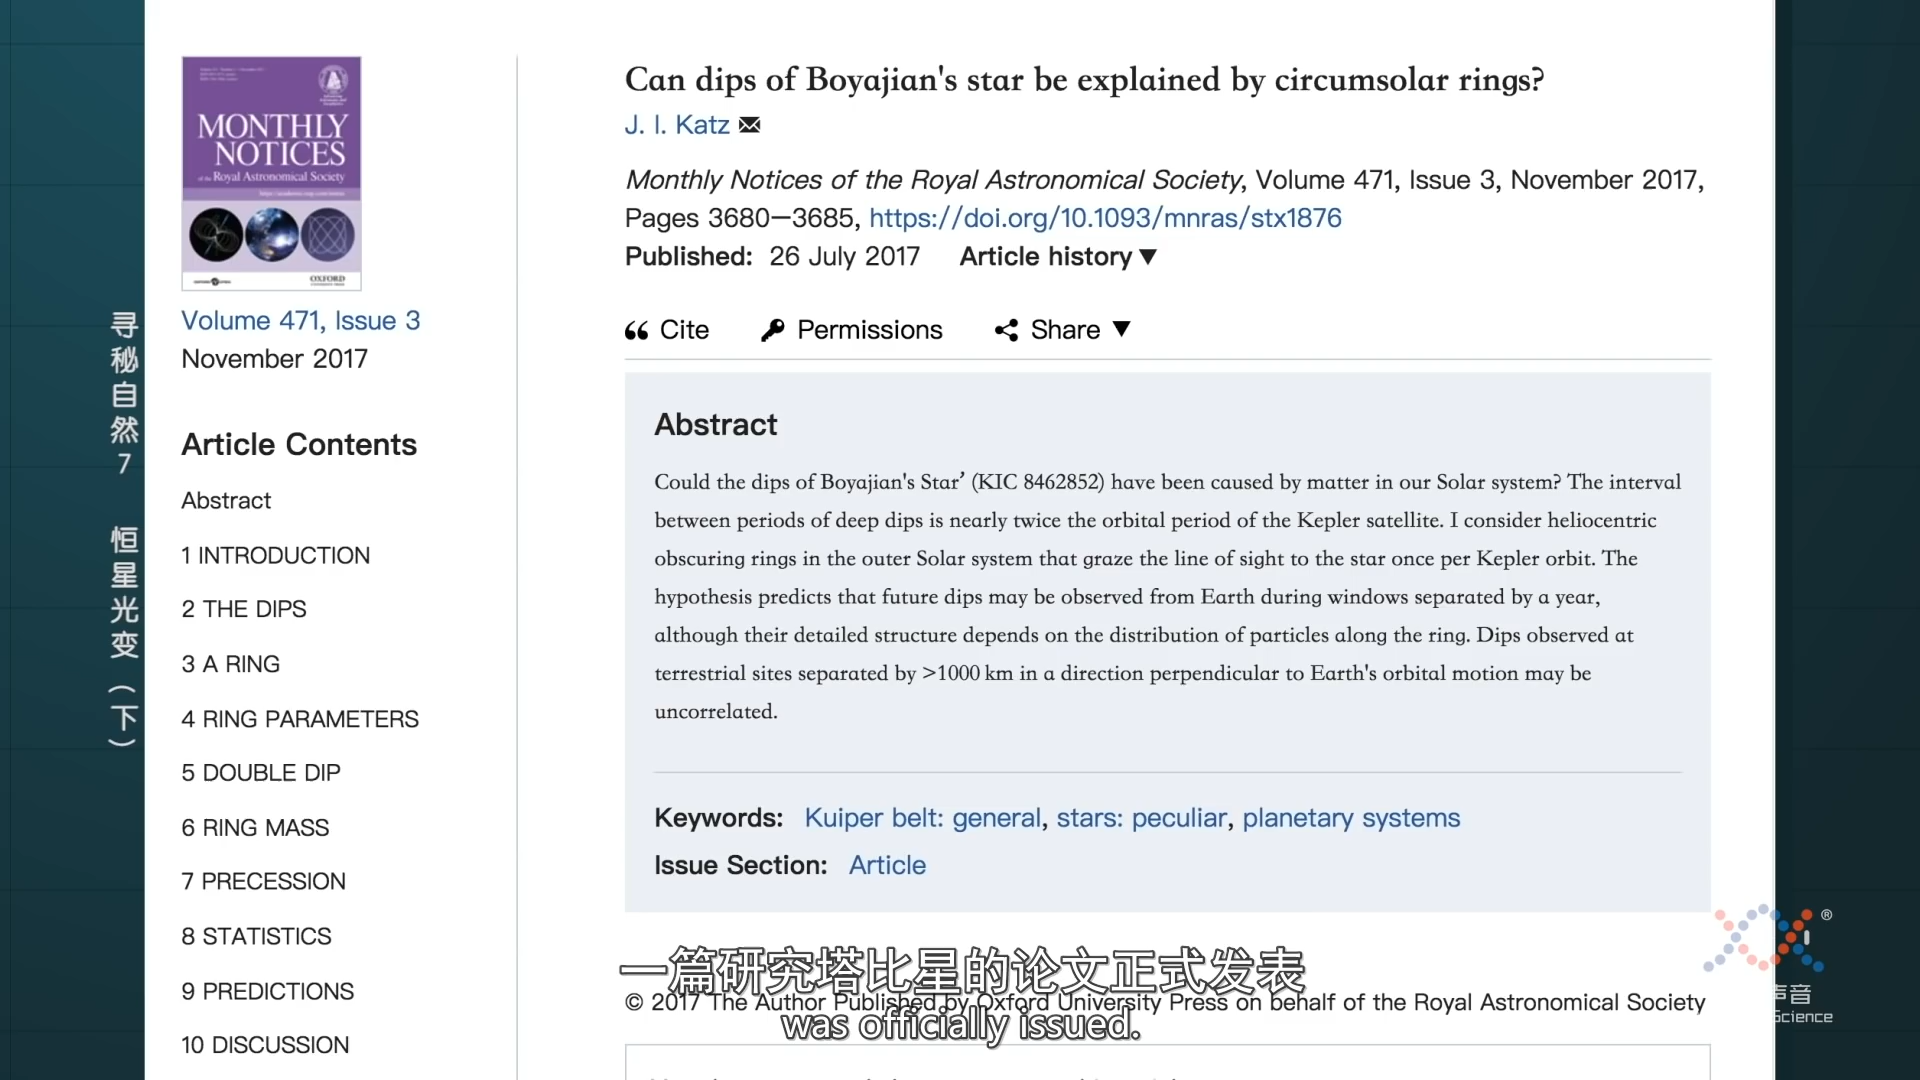 寻秘自然7 恒星光变（下）
MONTHLY
NOTICES
of the Royal Astronomical Society
OXFORD
Volume 471, Issue 3
November 2017
Article Contents
Abstract
1 INTRODUCTION
2 THE DIPS
3 A RING
4 RING PARAMETERS
5 DOUBLE DIP
6 RING MASS
7 PRECESSION
8 STATISTICS
9 PREDICTIONS
10 DISCUSSION
Can dips of Boyajian's star be explained by circumsolar rings?
J. I. Katz
Monthly Notices of the Royal Astronomical Society, Volume 471, Issue 3, November 2017,
Pages 3680–3685, https://doi.org/10.1093/mnras/stx1876
Published: 26 July 2017 Article history ▼
Cite Permissions Share ▼
Abstract
Could the dips of Boyajian's Star’ (KIC 8462852) have been caused by matter in our Solar system? The interval
between periods of deep dips is nearly twice the orbital period of the Kepler satellite. I consider heliocentric
obscuring rings in the outer Solar system that graze the line of sight to the star once per Kepler orbit. The
hypothesis predicts that future dips may be observed from Earth during windows separated by a year,
although their detailed structure depends on the distribution of particles along the ring. Dips observed at
terrestrial sites separated by >1000 km in a direction perpendicular to Earth's orbital motion may be
uncorrelated.
Keywords: Kuiper belt: general, stars: peculiar, planetary systems
Issue Section: Article
一篇研究塔比星的论文正式发表
© 2017 The Author Published by Oxford University Press on behalf of the Royal Astronomical Society
was officially issued.
®
声音
Science